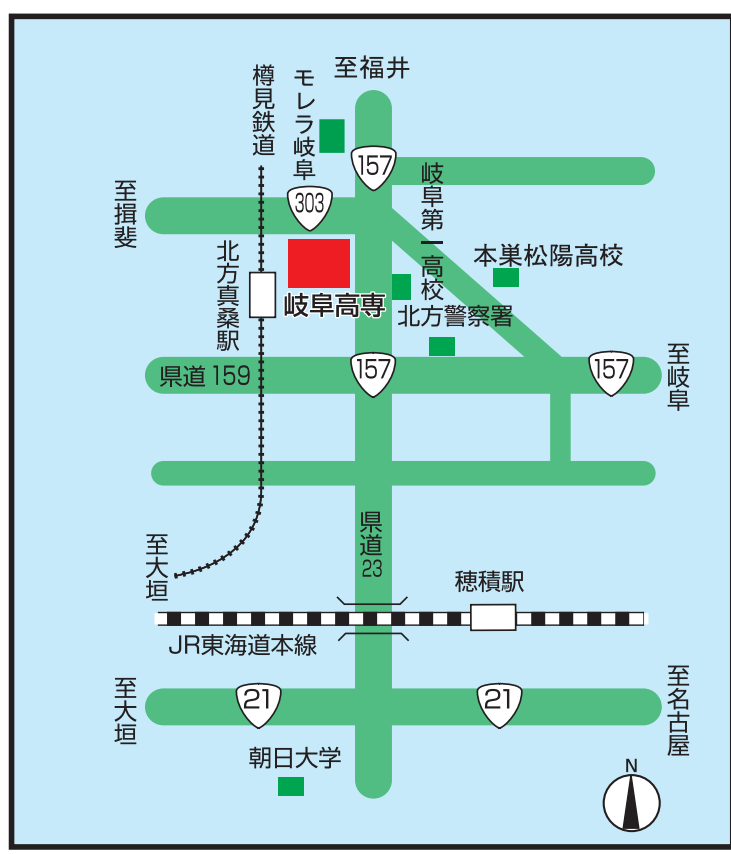 至福井
樽見鉄道
モレラ岐阜
157
303
至揖斐
岐阜第一高校
本巣松陽高校
北方真桑駅
岐阜高専
北方警察署
県道159
157
157
至岐阜
県道23
至大垣
穂積駅
JR東海道本線
至大垣
21
21
至名古屋
朝日大学
N